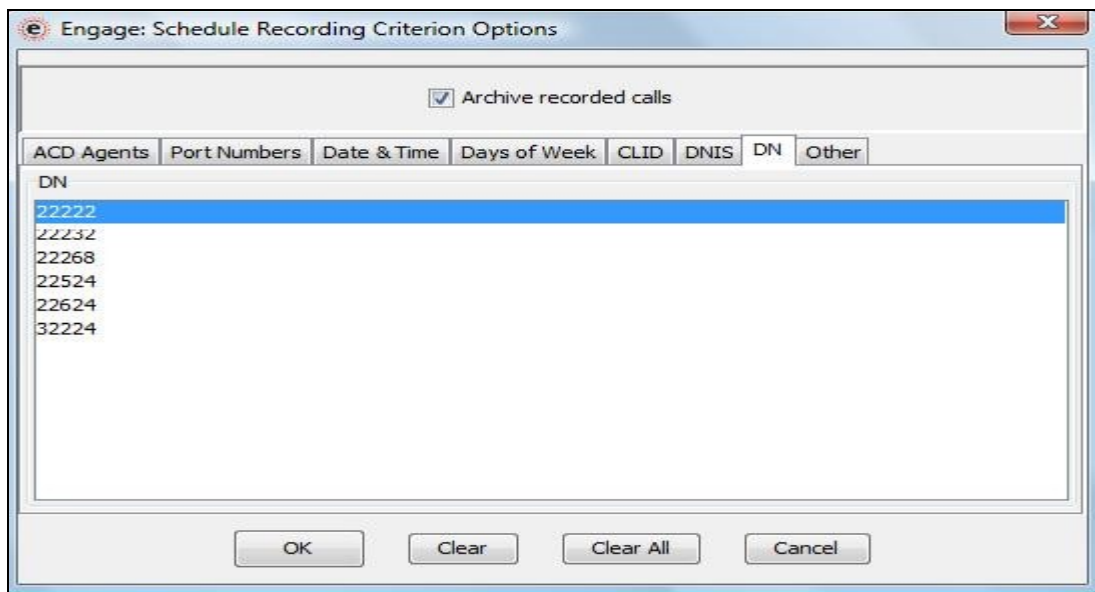 e Engage: Schedule Recording Criterion Options
Archive recorded calls
ACD Agents Port Numbers Date & Time Days of Week CLID DNIS DN Other
DN
22222
22232
22268
22524
22624
32224
OK Clear Clear All Cancel